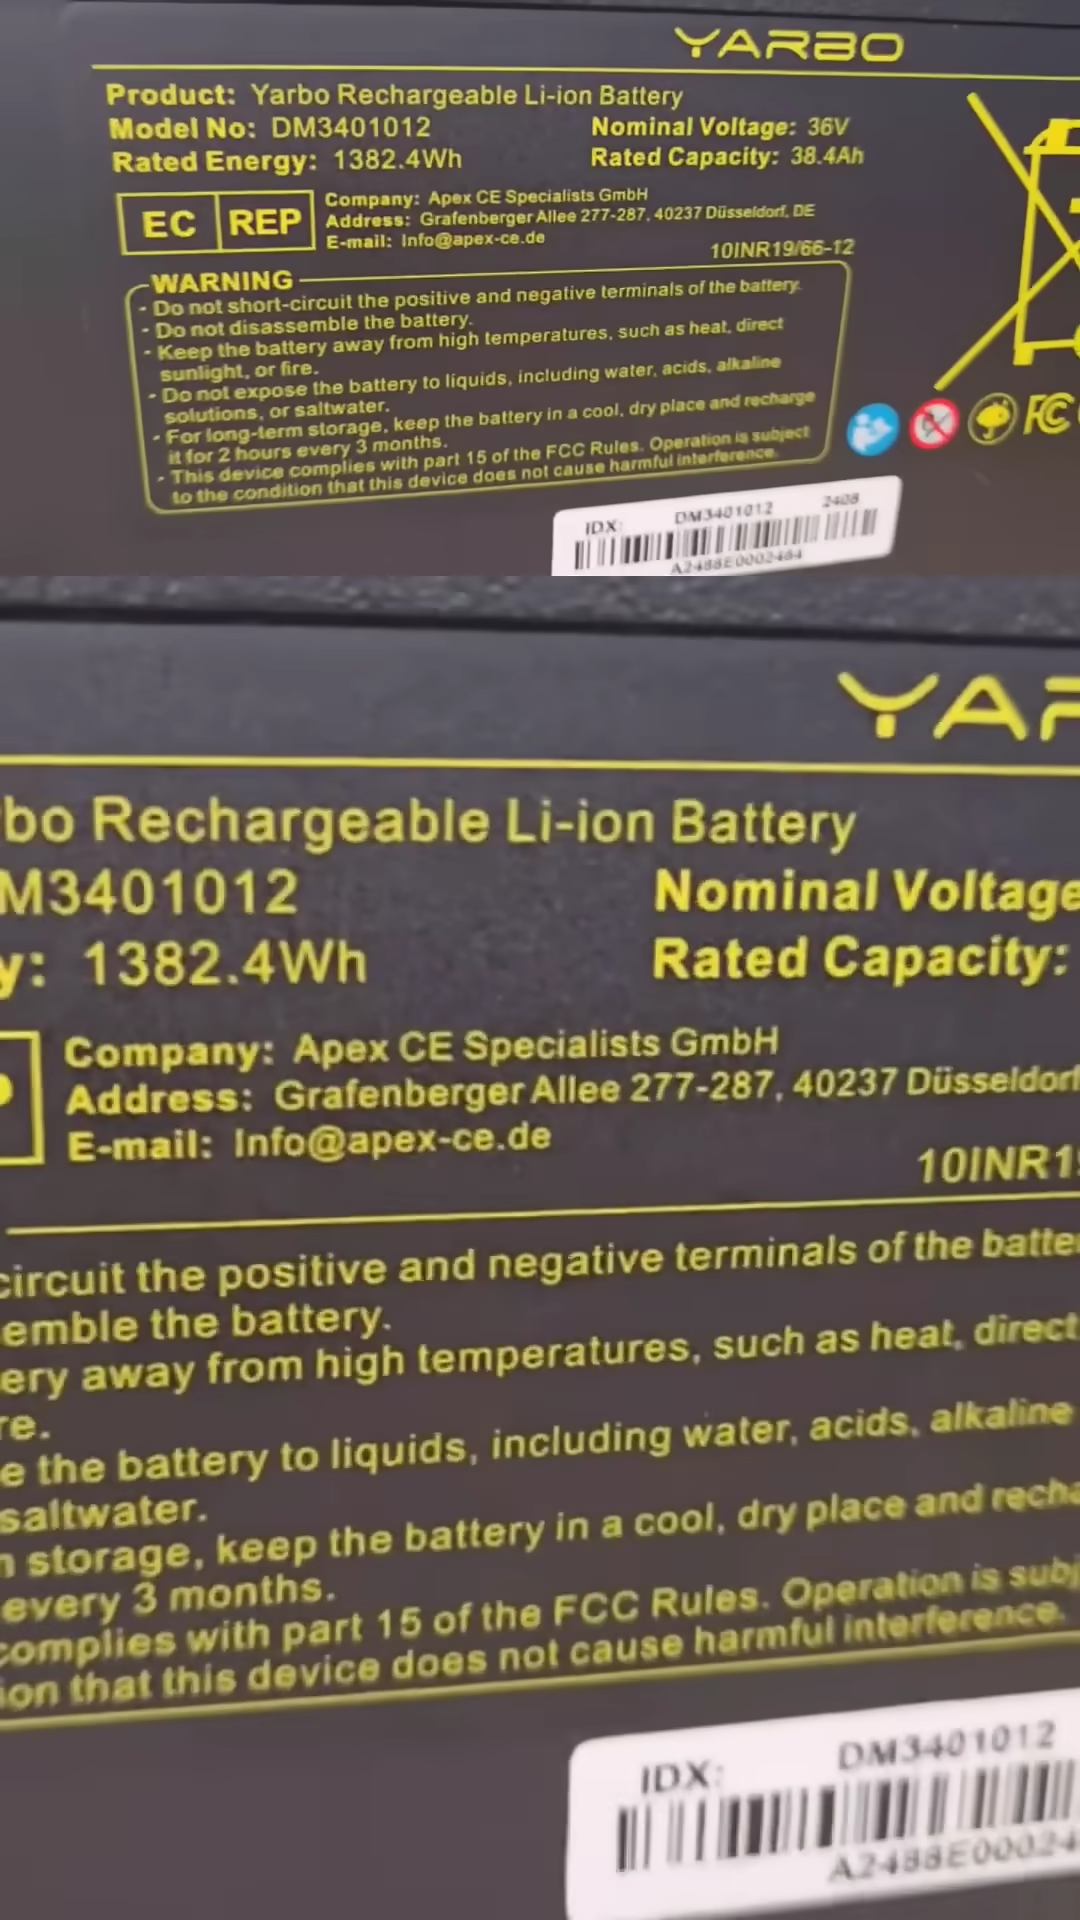 YARBO
Product: Yarbo Rechargeable Li-ion Battery
Model No: DM3401012
Nominal Voltage: 36V
Rated Energy: 1382.4Wh
Rated Capacity: 38.4Ah
EC REP
Company: Apex CE Specialists GmbH
Address: Grafenberger Allee 277-287, 40237 Düsseldorf, DE
E-mail: Info@apex-ce.de
10INR19/66-12
WARNING
- Do not short-circuit the positive and negative terminals of the battery.
- Do not disassemble the battery.
- Keep the battery away from high temperatures, such as heat, direct
sunlight, or fire.
- Do not expose the battery to liquids, including water, acids, alkaline
solutions, or saltwater.
- For long-term storage, keep the battery in a cool, dry place and recharge
it for 2 hours every 3 months.
- This device complies with part 15 of the FCC Rules. Operation is subject
to the condition that this device does not cause harmful interference.
FC
IDX: DM3401012 2408
A2488E0002484
YAR
rbo Rechargeable Li-ion Battery
M3401012
Nominal Voltage
y: 1382.4Wh
Rated Capacity:
Company: Apex CE Specialists GmbH
Address: Grafenberger Allee 277-287, 40237 Düsseldorf
E-mail: Info@apex-ce.de
10INR19
circuit the positive and negative terminals of the batte
emble the battery.
ery away from high temperatures, such as heat, direct
re.
e the battery to liquids, including water, acids, alkaline
saltwater.
n storage, keep the battery in a cool, dry place and recha
every 3 months.
complies with part 15 of the FCC Rules. Operation is subj
ion that this device does not cause harmful interference.
IDX: DM3401012
A2488E00024